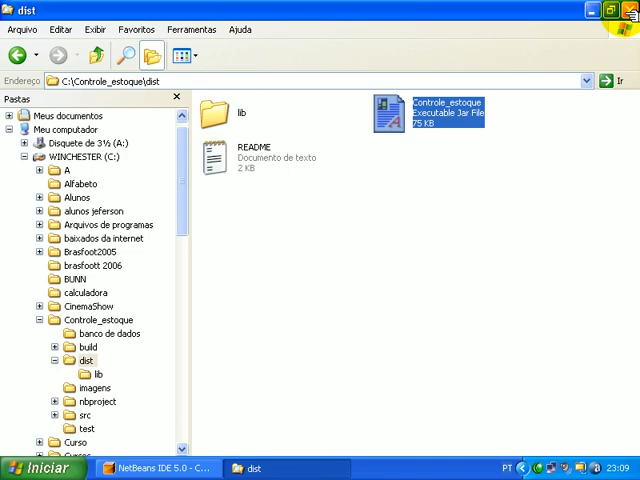 dist
Arquivo Editar Exibir Favoritos Ferramentas Ajuda
Endereço C:\Controle_estoque\dist Ir
Pastas
Meus documentos
Meu computador
Disquete de 3½ (A:)
WINCHESTER (C:)
A
Alfabeto
Alunos
alunos jeferson
Arquivos de programas
baixados da internet
Brasfoot2005
brasfoott 2006
BUNN
calculadora
CinemaShow
Controle_estoque
banco de dados
build
dist
lib
imagens
nbproject
src
test
Curso
lib
Controle_estoque
Executable Jar File
75 KB
README
Documento de texto
2 KB
Iniciar
NetBeans IDE 5.0 - C...
dist
PT
23:09